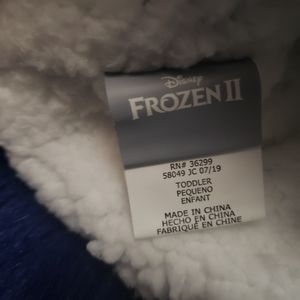 Disney
FROZEN II
RN# 36299
58049 JC 07/19
TODDLER
PEQUENO
ENFANT
MADE IN CHINA
HECHO EN CHINA
FABRIQUÉ EN CHINE